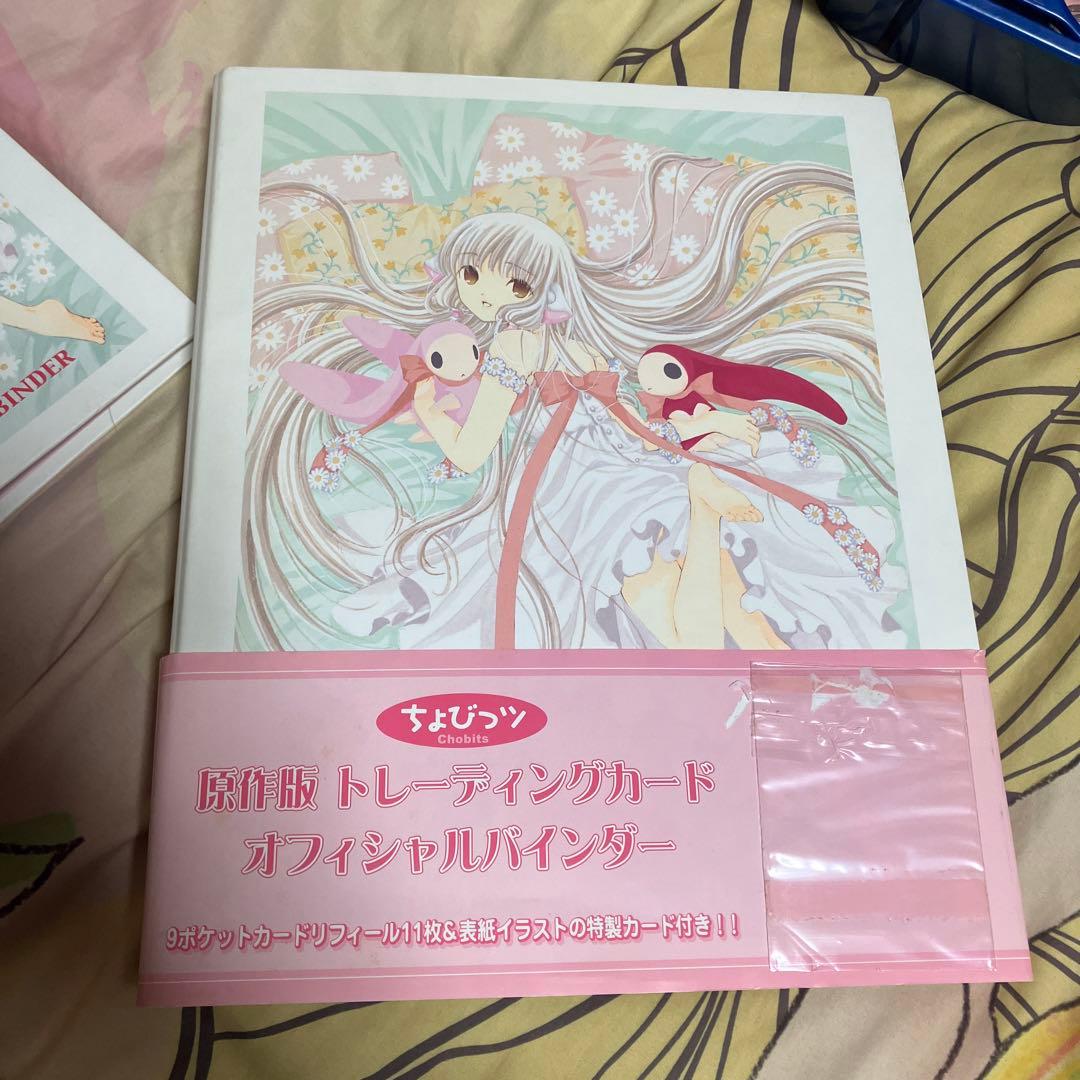 BINDER
ちょびっツ
Chobits
原作版 トレーディングカード
オフィシャルバインダー
9ポケットカードリフィール11枚&表紙イラストの特製カード付き!!